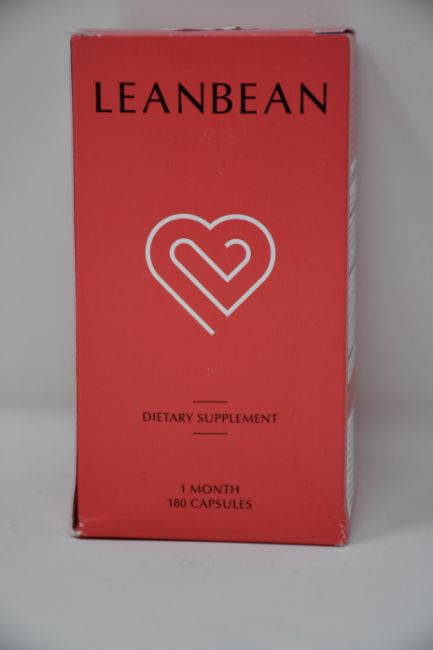 LEANBEAN
DIETARY SUPPLEMENT
1 MONTH
180 CAPSULES